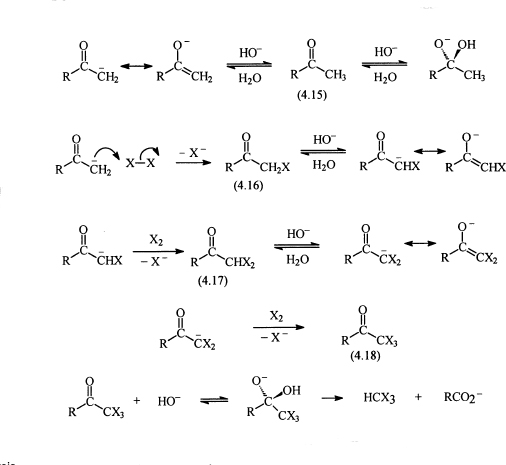 O O⁻ HO⁻ O HO⁻ O⁻ OH
R C CH₂ R C CH₂ H₂O R C CH₃ H₂O R C CH₃
(4.15)
O O O O⁻
R C CH₂ X–X – X⁻ R C CH₂X HO⁻ H₂O R C CHX R C CHX
(4.16)
O O O O⁻
R C CHX X₂ – X⁻ R C CHX₂ HO⁻ H₂O R C CX₂ R C CX₂
(4.17)
O O
R C CX₂ X₂ – X⁻ R C CX₃
(4.18)
O O⁻ OH
R C CX₃ + HO⁻ R C CX₃ HCX3 + RCO₂⁻